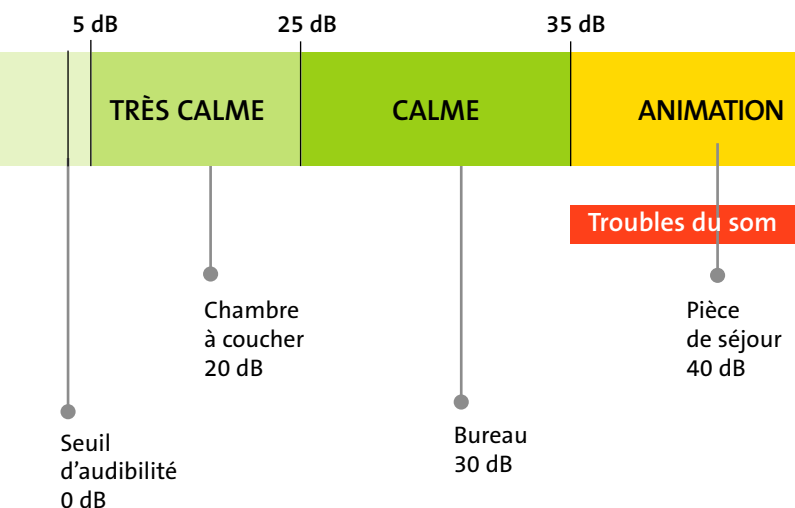 5 dB 25 dB 35 dB
TRÈS CALME CALME ANIMATION
Troubles du som
Chambre
à coucher
20 dB
Pièce
de séjour
40 dB
Seuil
d’audibilité
0 dB
Bureau
30 dB